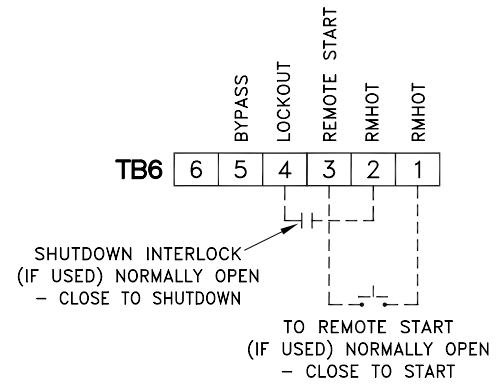 BYPASS
LOCKOUT
REMOTE START
RMHOT
RMHOT
TB6 6 5 4 3 2 1
SHUTDOWN INTERLOCK
(IF USED) NORMALLY OPEN
– CLOSE TO SHUTDOWN
TO REMOTE START
(IF USED) NORMALLY OPEN
– CLOSE TO START